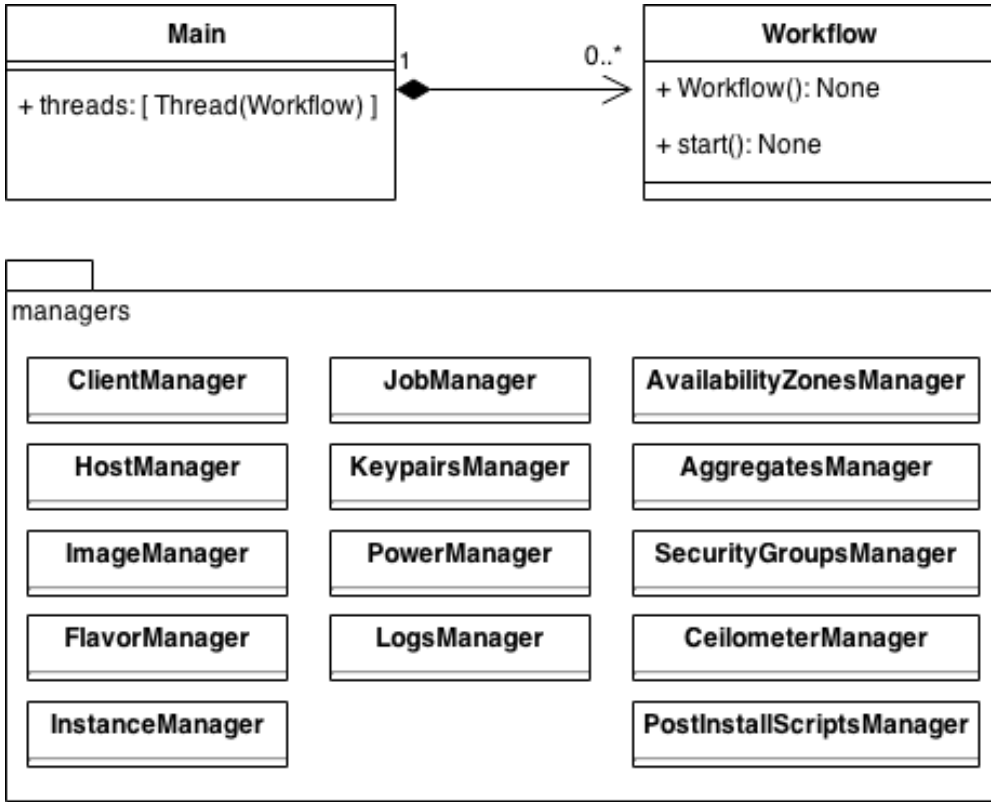 Main
+ threads: [ Thread(Workflow) ]
1
0..*
Workflow
+ Workflow(): None
+ start(): None
managers
ClientManager
JobManager
AvailabilityZonesManager
HostManager
KeypairsManager
AggregatesManager
ImageManager
PowerManager
SecurityGroupsManager
FlavorManager
LogsManager
CeilometerManager
InstanceManager
PostInstallScriptsManager